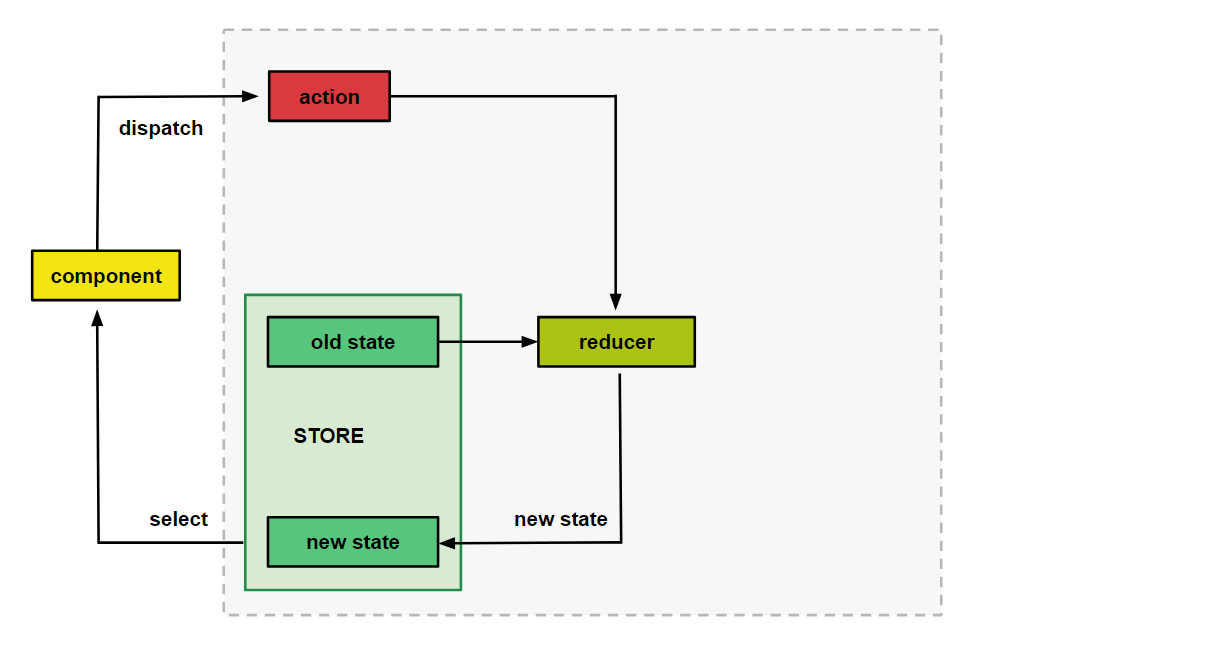 action
dispatch
component
old state
reducer
STORE
select
new state
new state